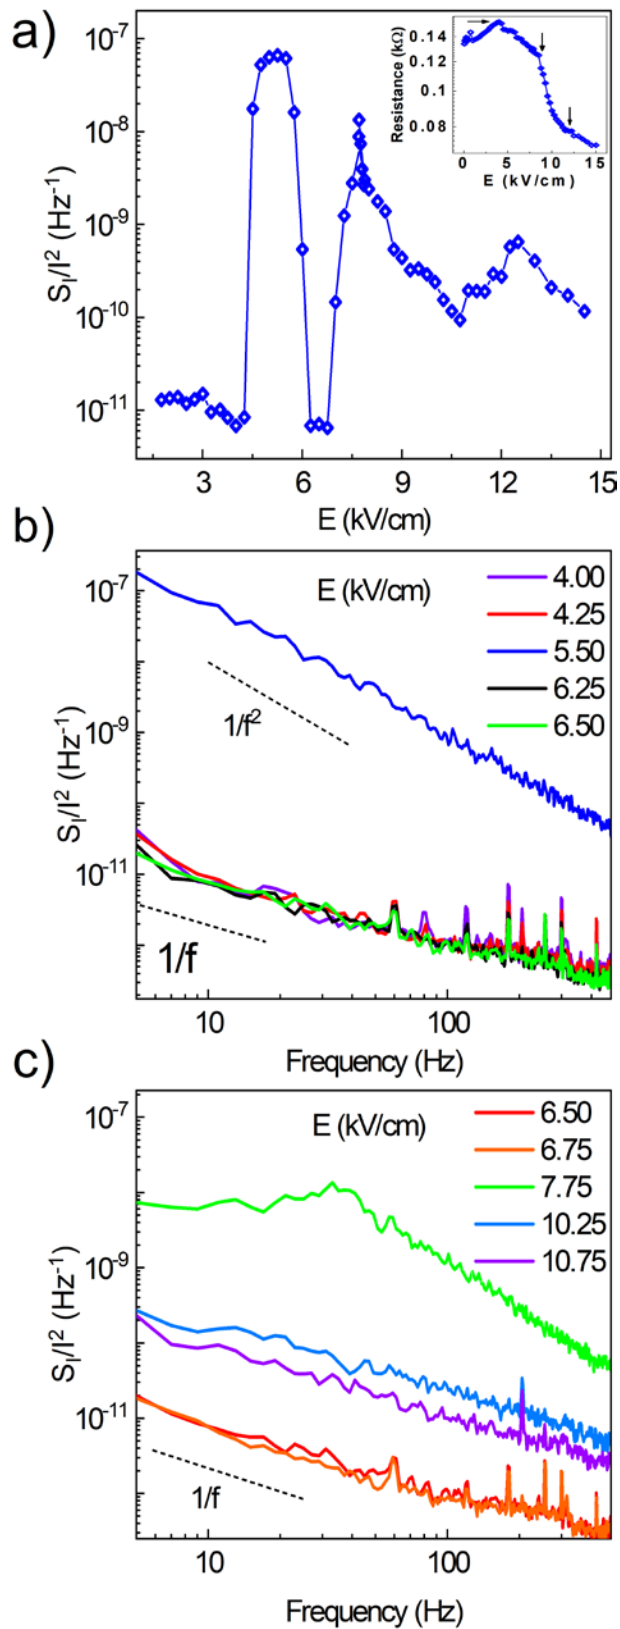 a)
10⁻⁷
10⁻⁸
10⁻⁹
10⁻¹⁰
10⁻¹¹
S_I/I² (Hz⁻¹)
3 6 9 12 15
E (kV/cm)
Resistance (kΩ)
0.14
0.12
0.1
0.08
0 5 10 15
E (kV/cm)
b)
10⁻⁷
10⁻⁹
10⁻¹¹
S_I/I² (Hz⁻¹)
E (kV/cm)
4.00
4.25
5.50
6.25
6.50
1/f²
1/f
10 100
Frequency (Hz)
c)
10⁻⁷
10⁻⁹
10⁻¹¹
S_I/I² (Hz⁻¹)
E (kV/cm)
6.50
6.75
7.75
10.25
10.75
1/f
10 100
Frequency (Hz)